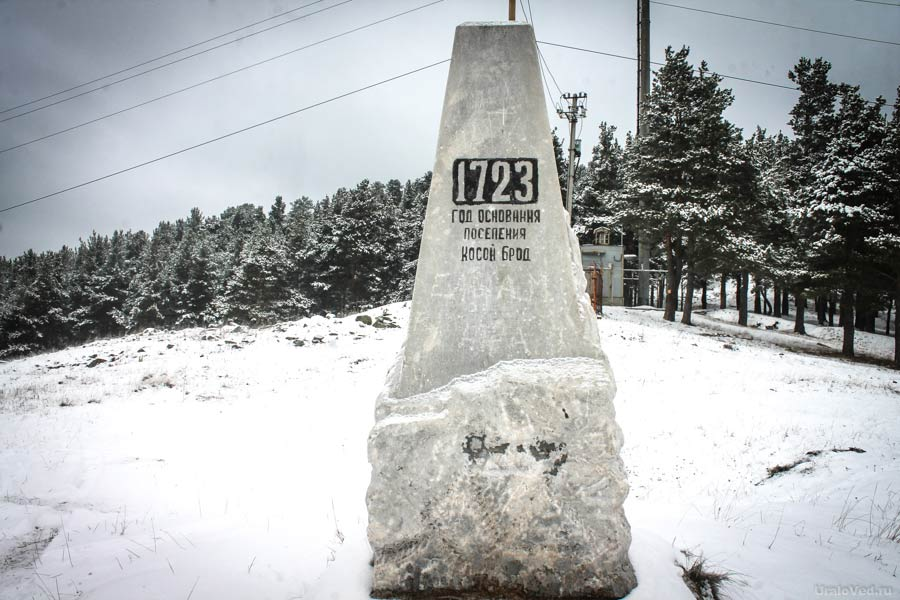 1723
ГОД ОСНОВАНИЯ
ПОСЕЛЕНИЯ
КОСОЙ БРОД
UraloVed.ru